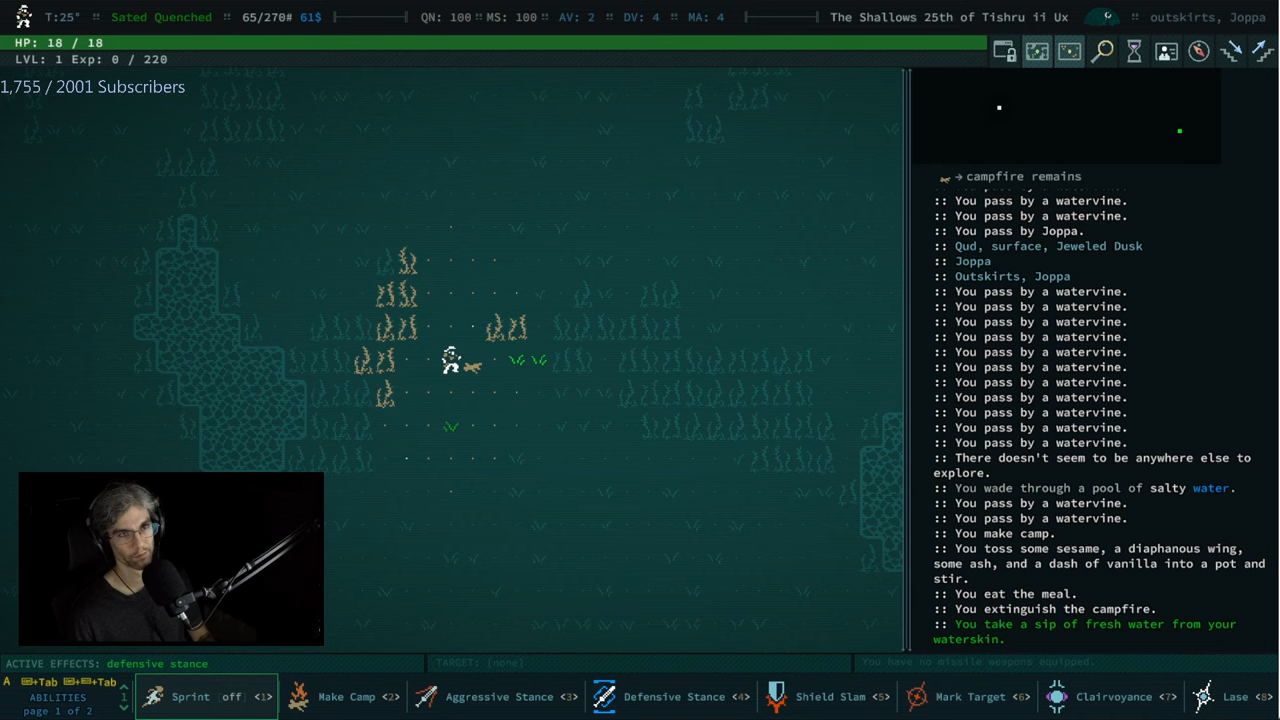 T:25° :: Sated Quenched :: 65/270# 61$ QN: 100 :: MS: 100 :: AV: 2 :: DV: 4 :: MA: 4 The Shallows 25th of Tishru ii Ux :: outskirts, Joppa
HP: 18 / 18
LVL: 1 Exp: 0 / 220
1,755 / 2001 Subscribers
→ campfire remains
:: You pass by a watervine.
:: You pass by a watervine.
:: You pass by a watervine.
:: You pass by Joppa.
:: Qud, surface, Jeweled Dusk
:: Joppa
:: Outskirts, Joppa
:: You pass by a watervine.
:: You pass by a watervine.
:: You pass by a watervine.
:: You pass by a watervine.
:: You pass by a watervine.
:: You pass by a watervine.
:: You pass by a watervine.
:: You pass by a watervine.
:: You pass by a watervine.
:: You pass by a watervine.
:: You pass by a watervine.
:: There doesn't seem to be anywhere else to
explore.
:: You wade through a pool of salty water.
:: You pass by a watervine.
:: You pass by a watervine.
:: You make camp.
:: You toss some sesame, a diaphanous wing,
some ash, and a dash of vanilla into a pot and
stir.
:: You eat the meal.
:: You extinguish the campfire.
:: You take a sip of fresh water from your
waterskin.
ACTIVE EFFECTS: defensive stance
TARGET: [none]
You have no missile weapons equipped.
A +Tab +Tab
ABILITIES
page 1 of 2
Sprint [off] <1>
Make Camp <2>
Aggressive Stance <3>
Defensive Stance <4>
Shield Slam <5>
Mark Target <6>
Clairvoyance <7>
Lase <8>